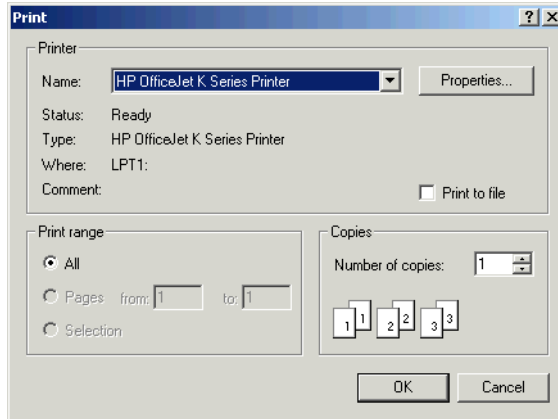 Print
Printer
Name: HP OfficeJet K Series Printer Properties...
Status: Ready
Type: HP OfficeJet K Series Printer
Where: LPT1:
Comment: Print to file
Print range
All
Pages from: 1 to: 1
Selection
Copies
Number of copies: 1
1 1 2 2 3 3
OK Cancel